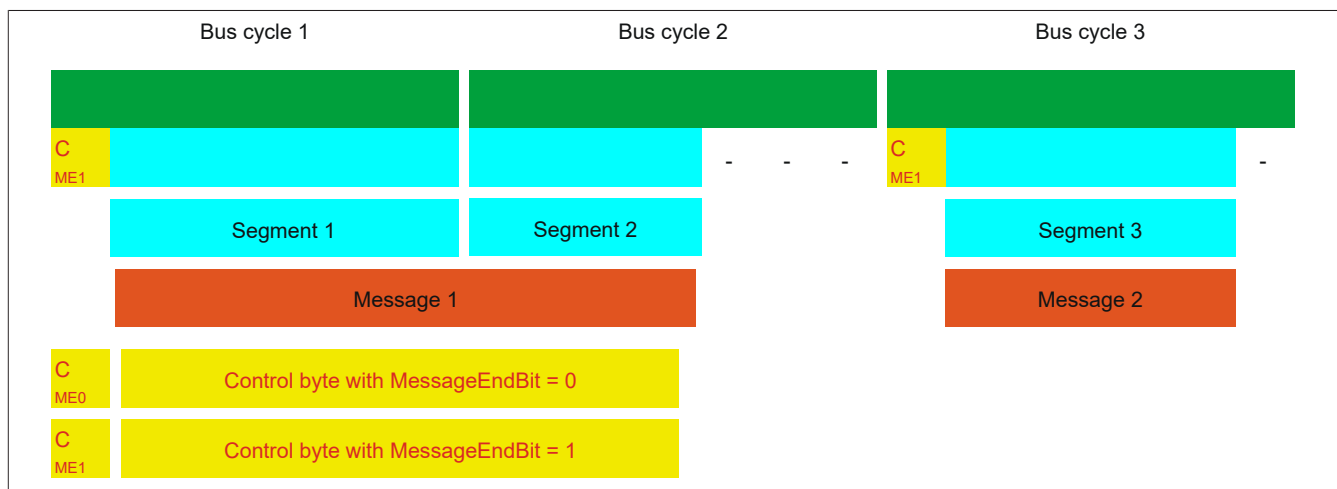 Bus cycle 1 Bus cycle 2 Bus cycle 3
C C
ME1 - - - ME1 -
Segment 1 Segment 2 Segment 3
Message 1 Message 2
C
ME0 Control byte with MessageEndBit = 0
C
ME1 Control byte with MessageEndBit = 1